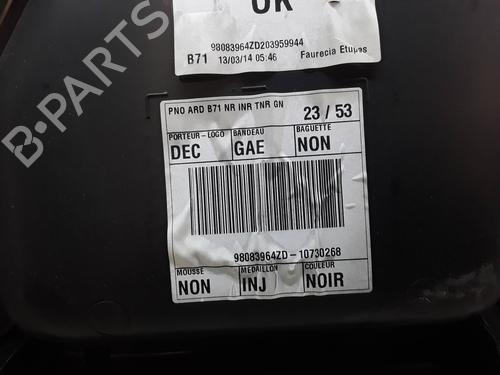 OK
98083964ZD203959944
B71 13/03/14 05:46 Faurecia Etupes
PNO ARD B71 NR INR TNR GN 23 / 53
PORTEUR-LOGO BANDEAU BAGUETTE
DEC GAE NON
98083964ZD-10730268
MOUSSE MEDAILLON COULEUR
NON INJ NOIR
B-PARTS